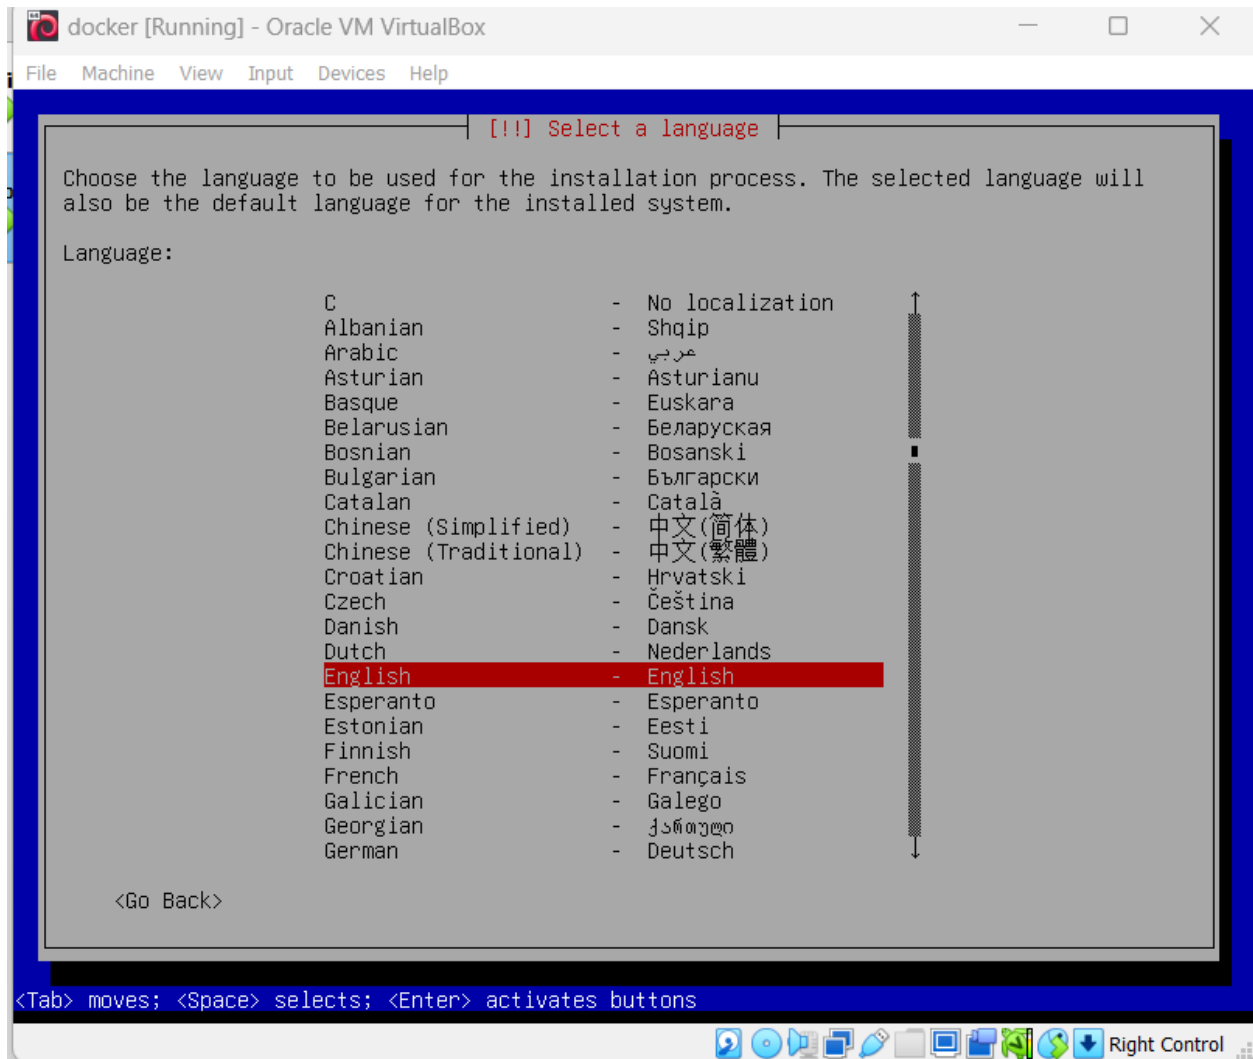 docker [Running] - Oracle VM VirtualBox
File Machine View Input Devices Help
[!!] Select a language
Choose the language to be used for the installation process. The selected language will
also be the default language for the installed system.
Language:
C - No localization
Albanian - Shqip
Arabic - عربي
Asturian - Asturianu
Basque - Euskara
Belarusian - Беларуская
Bosnian - Bosanski
Bulgarian - Български
Catalan - Català
Chinese (Simplified) - 中文(简体)
Chinese (Traditional) - 中文(繁體)
Croatian - Hrvatski
Czech - Čeština
Danish - Dansk
Dutch - Nederlands
English - English
Esperanto - Esperanto
Estonian - Eesti
Finnish - Suomi
French - Français
Galician - Galego
Georgian - ქართული
German - Deutsch
<Go Back>
<Tab> moves; <Space> selects; <Enter> activates buttons
Right Control